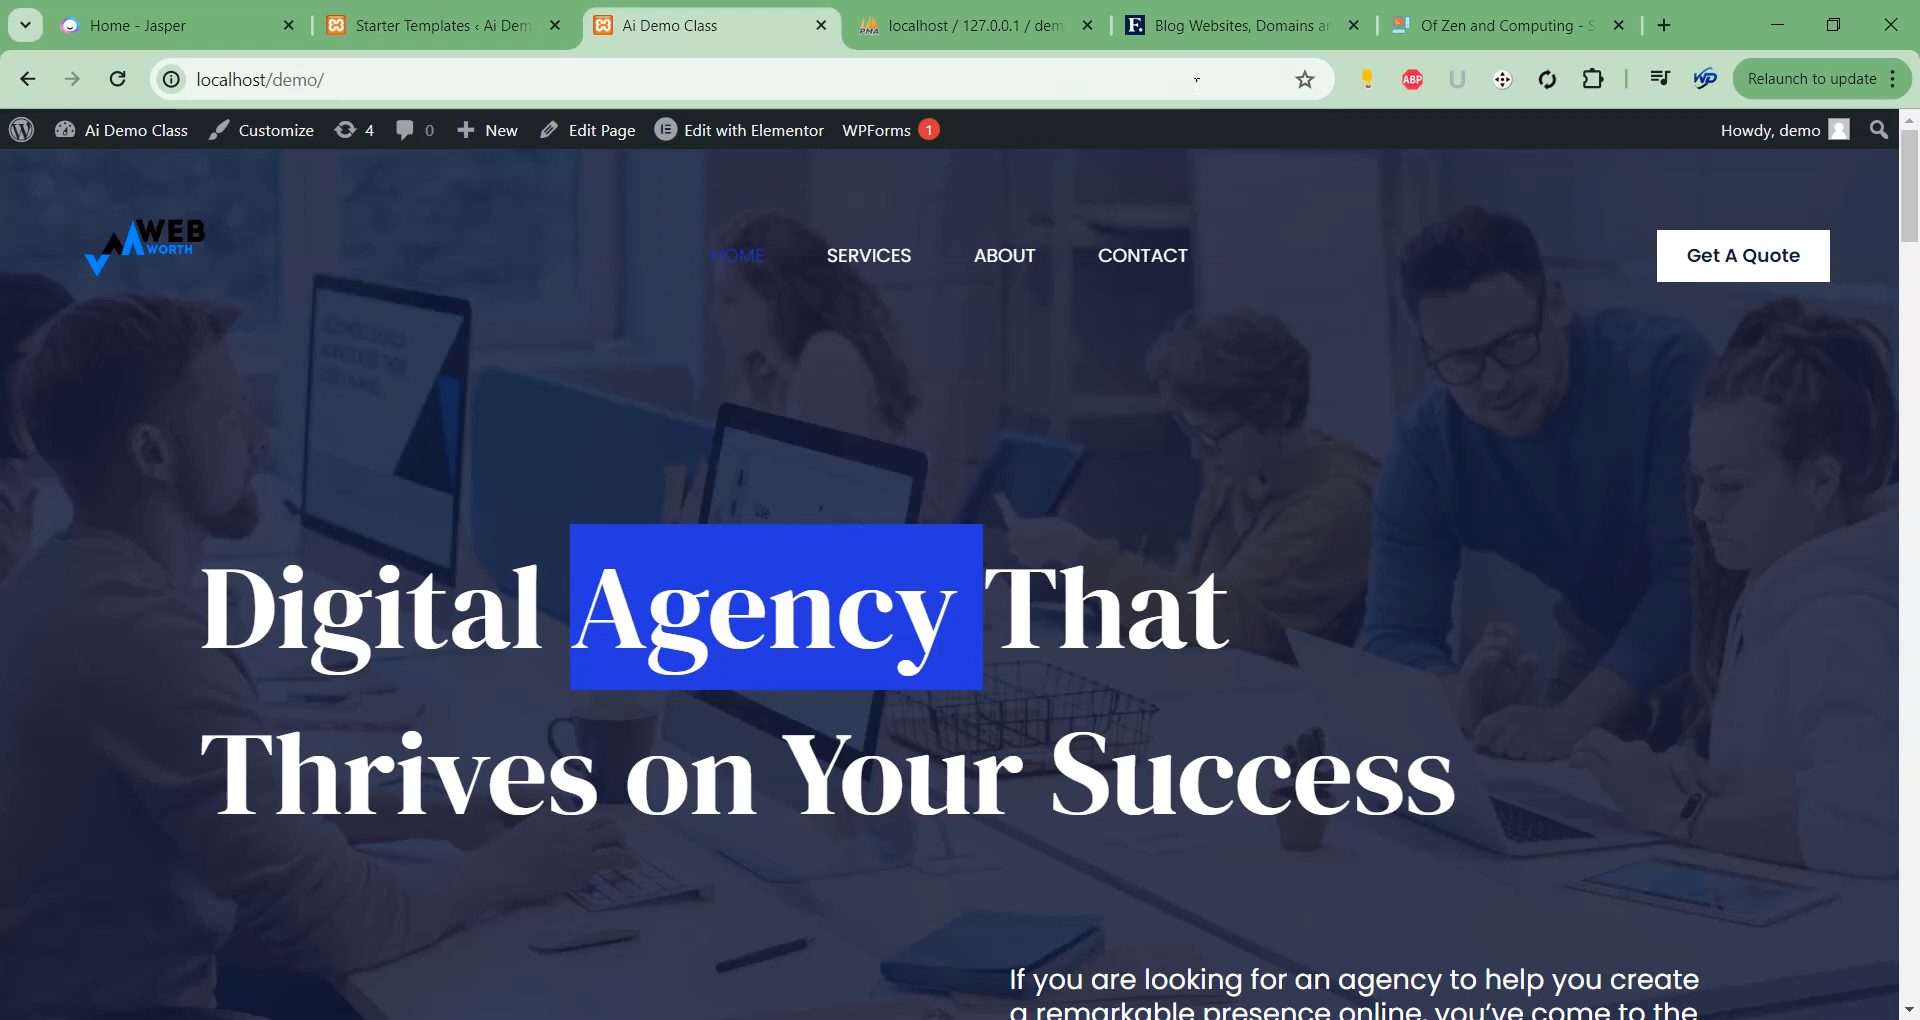 Home - Jasper
Starter Templates ‹ Ai Dem
Ai Demo Class
localhost / 127.0.0.1 / dem
Blog Websites, Domains an
Of Zen and Computing - S
localhost/demo/
ABP
Relaunch to update
Ai Demo Class
Customize
4
0
New
Edit Page
Edit with Elementor
WPForms 1
Howdy, demo
WEB
WORTH
HOME
SERVICES
ABOUT
CONTACT
Get A Quote
Digital Agency That
Thrives on Your Success
If you are looking for an agency to help you create
a remarkable presence online, you've come to the